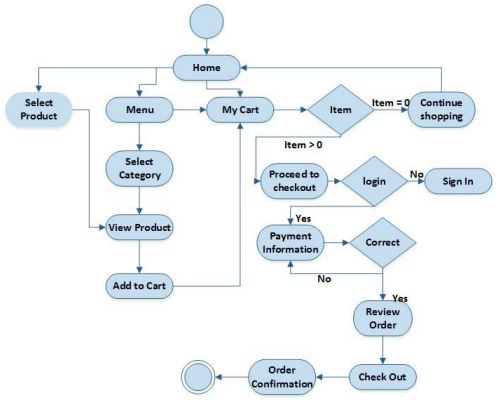 Home
Select
Product
Menu
My Cart
Item
Item = 0
Continue
shopping
Item > 0
Select
Category
Proceed to
checkout
login
No
Sign In
Yes
View Product
Payment
Information
Correct
No
Add to Cart
Yes
Review
Order
Order
Confirmation
Check Out